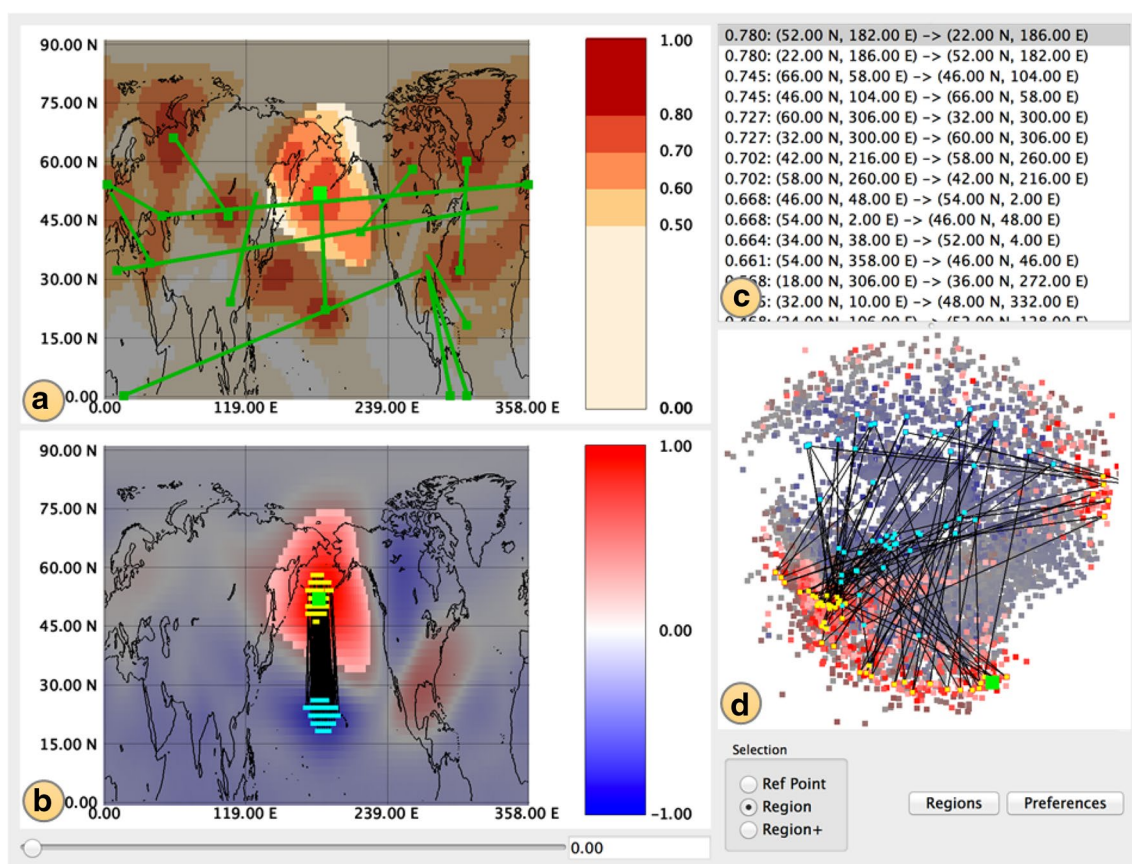 90.00 N
75.00 N
60.00 N
45.00 N
30.00 N
15.00 N
0.00
0.00 119.00 E 239.00 E 358.00 E
a
1.00
0.80
0.70
0.60
0.50
0.00
90.00 N
75.00 N
60.00 N
45.00 N
30.00 N
15.00 N
0.00
0.00 119.00 E 239.00 E 358.00 E
b
1.00
0.00
-1.00
0.00
0.780: (52.00 N, 182.00 E) -> (22.00 N, 186.00 E)
0.780: (22.00 N, 186.00 E) -> (52.00 N, 182.00 E)
0.745: (66.00 N, 58.00 E) -> (46.00 N, 104.00 E)
0.745: (46.00 N, 104.00 E) -> (66.00 N, 58.00 E)
0.727: (60.00 N, 306.00 E) -> (32.00 N, 300.00 E)
0.727: (32.00 N, 300.00 E) -> (60.00 N, 306.00 E)
0.702: (42.00 N, 216.00 E) -> (58.00 N, 260.00 E)
0.702: (58.00 N, 260.00 E) -> (42.00 N, 216.00 E)
0.668: (46.00 N, 48.00 E) -> (54.00 N, 2.00 E)
0.668: (54.00 N, 2.00 E) -> (46.00 N, 48.00 E)
0.664: (34.00 N, 38.00 E) -> (52.00 N, 4.00 E)
0.661: (54.00 N, 358.00 E) -> (46.00 N, 46.00 E)
(18.00 N, 306.00 E) -> (36.00 N, 272.00 E)
(32.00 N, 10.00 E) -> (48.00 N, 332.00 E)
c
d
Selection
Ref Point
Region
Region+
Regions
Preferences